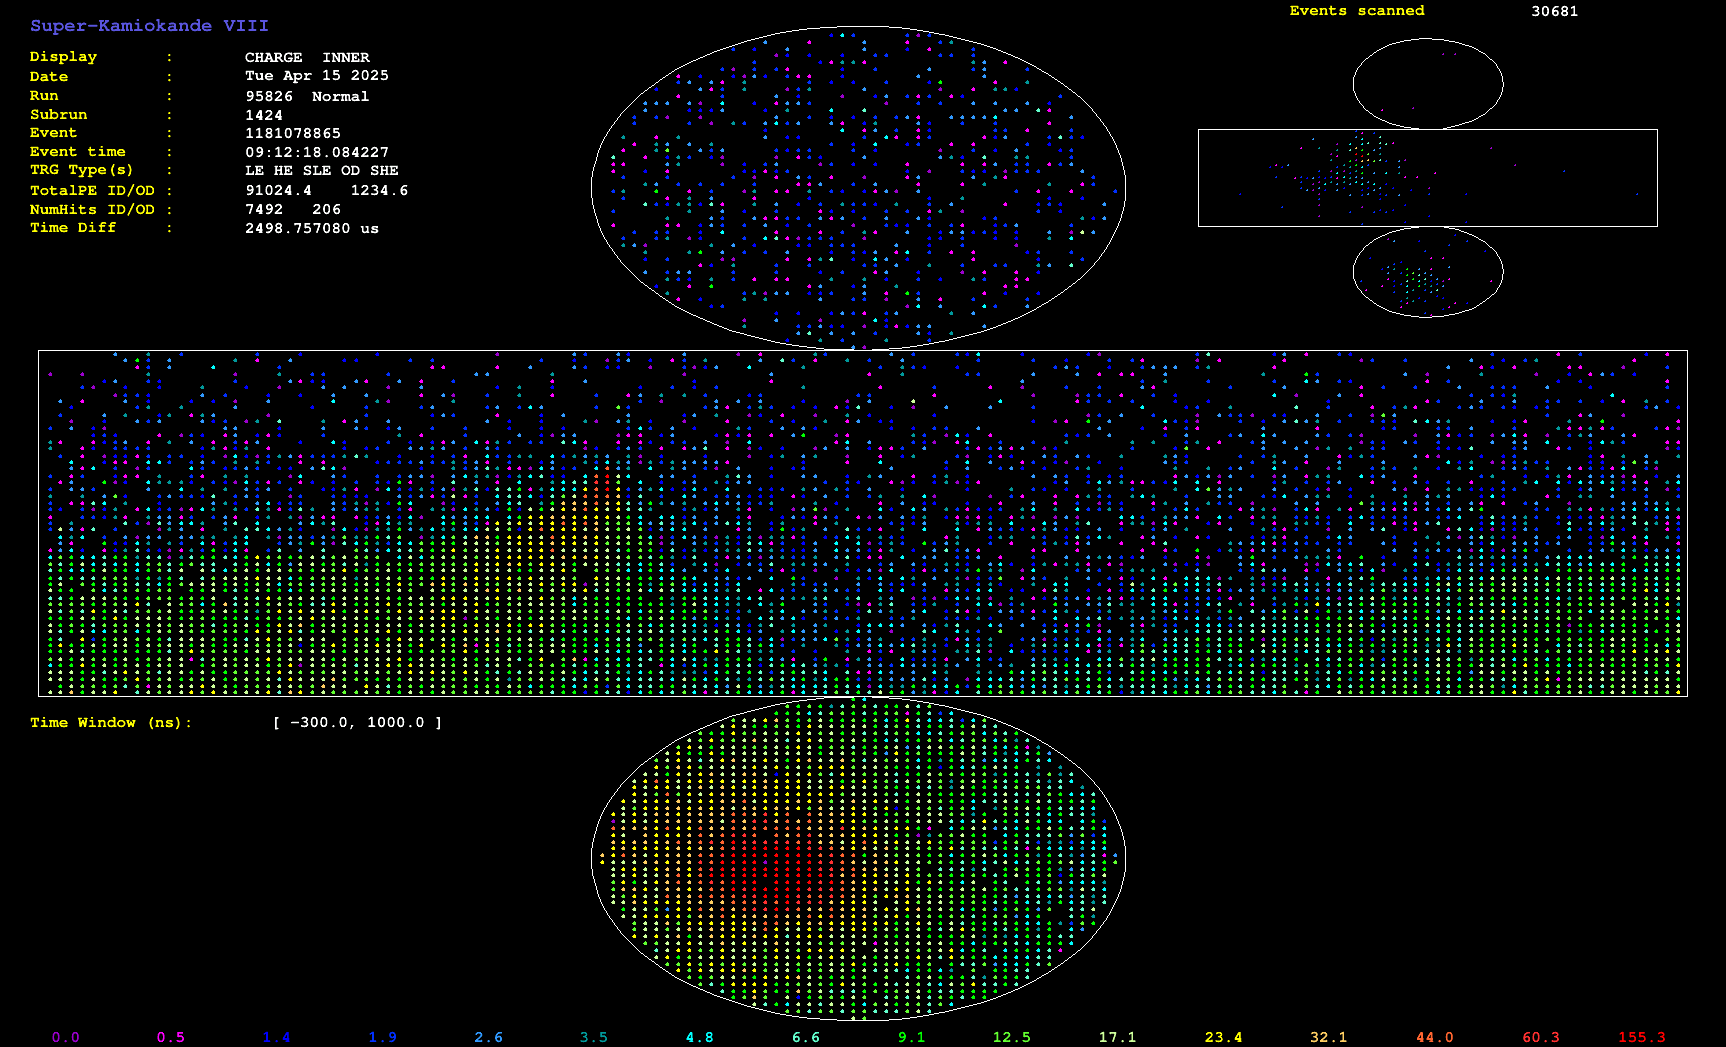 Super-Kamiokande VIII
Display : CHARGE INNER
Date : Tue Apr 15 2025
Run : 95826 Normal
Subrun : 1424
Event : 1181078865
Event time : 09:12:18.084227
TRG Type(s) : LE HE SLE OD SHE
TotalPE ID/OD : 91024.4 1234.6
NumHits ID/OD : 7492 206
Time Diff : 2498.757080 us
Events scanned 30681
Time Window (ns): [ -300.0, 1000.0 ]
0.0 0.5 1.4 1.9 2.6 3.5 4.8 6.6 9.1 12.5 17.1 23.4 32.1 44.0 60.3 155.3